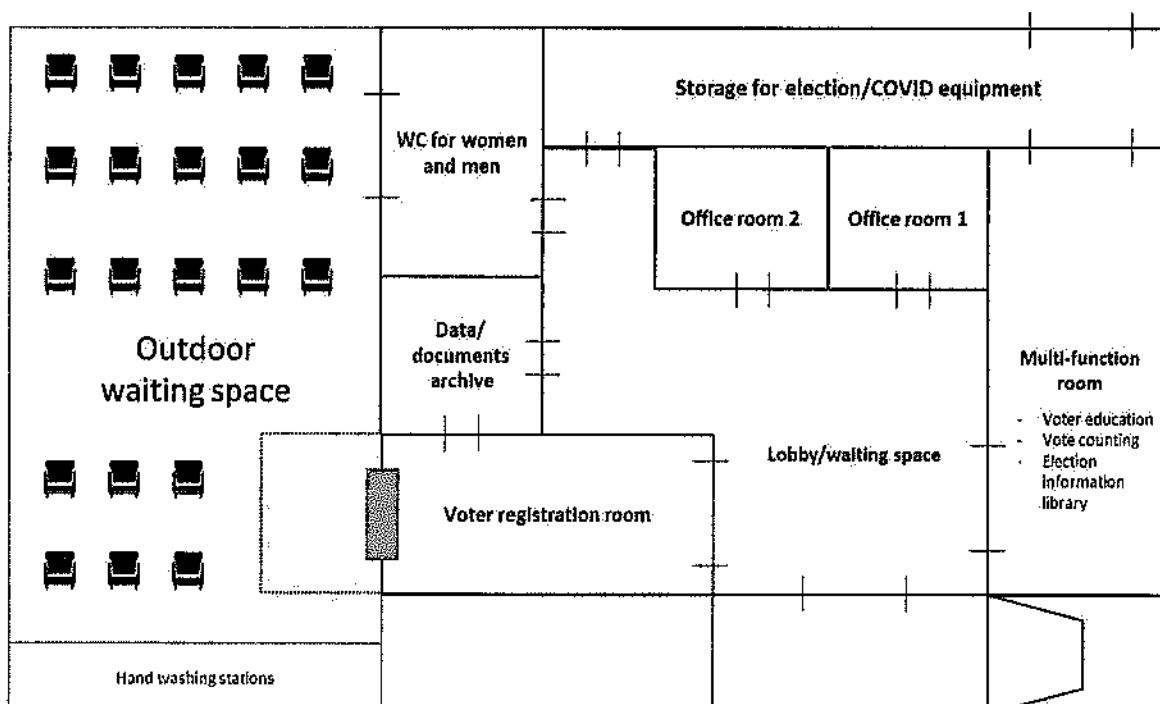 Storage for election/COVID equipment
WC for women
and men
Office room 2
Office room 1
Outdoor
waiting space
Data/
documents
archive
Multi-function
room
- Voter education
- Vote counting
- Election
information
library
Lobby/waiting space
Voter registration room
Hand washing stations